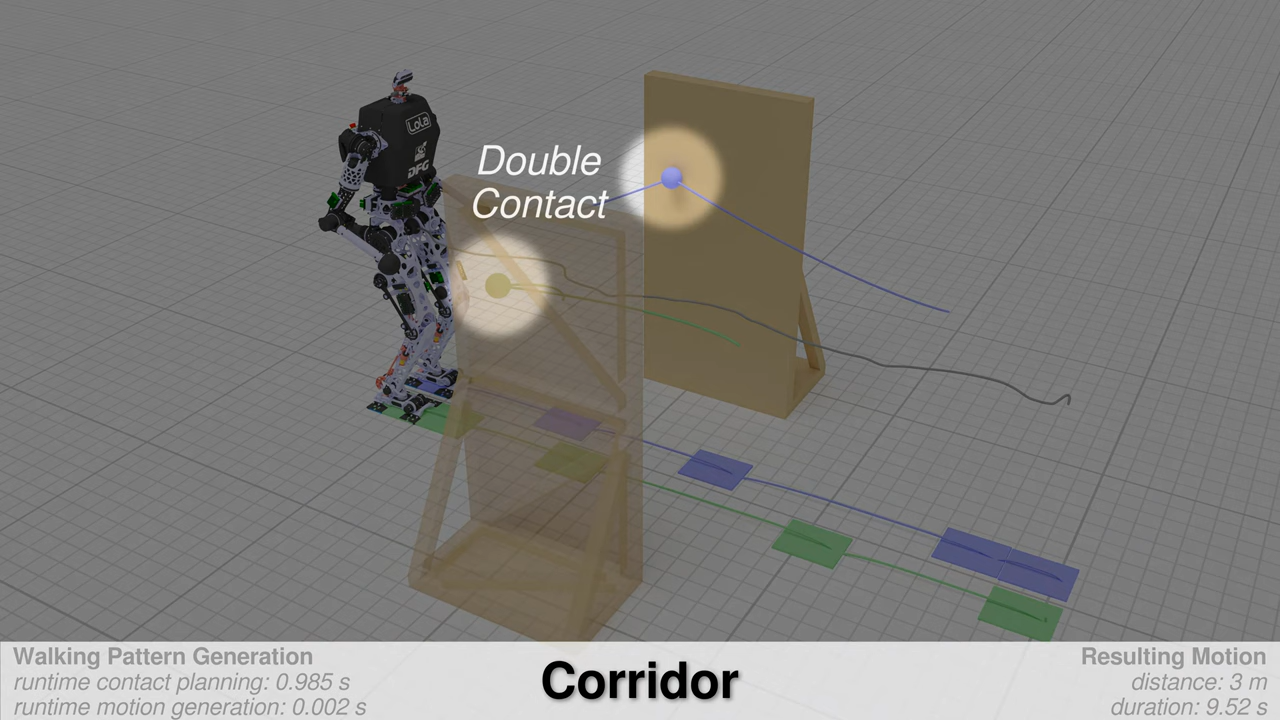 LOLA
DFG
Double
Contact
Walking Pattern Generation
runtime contact planning: 0.985 s
runtime motion generation: 0.002 s
Corridor
Resulting Motion
distance: 3 m
duration: 9.52 s